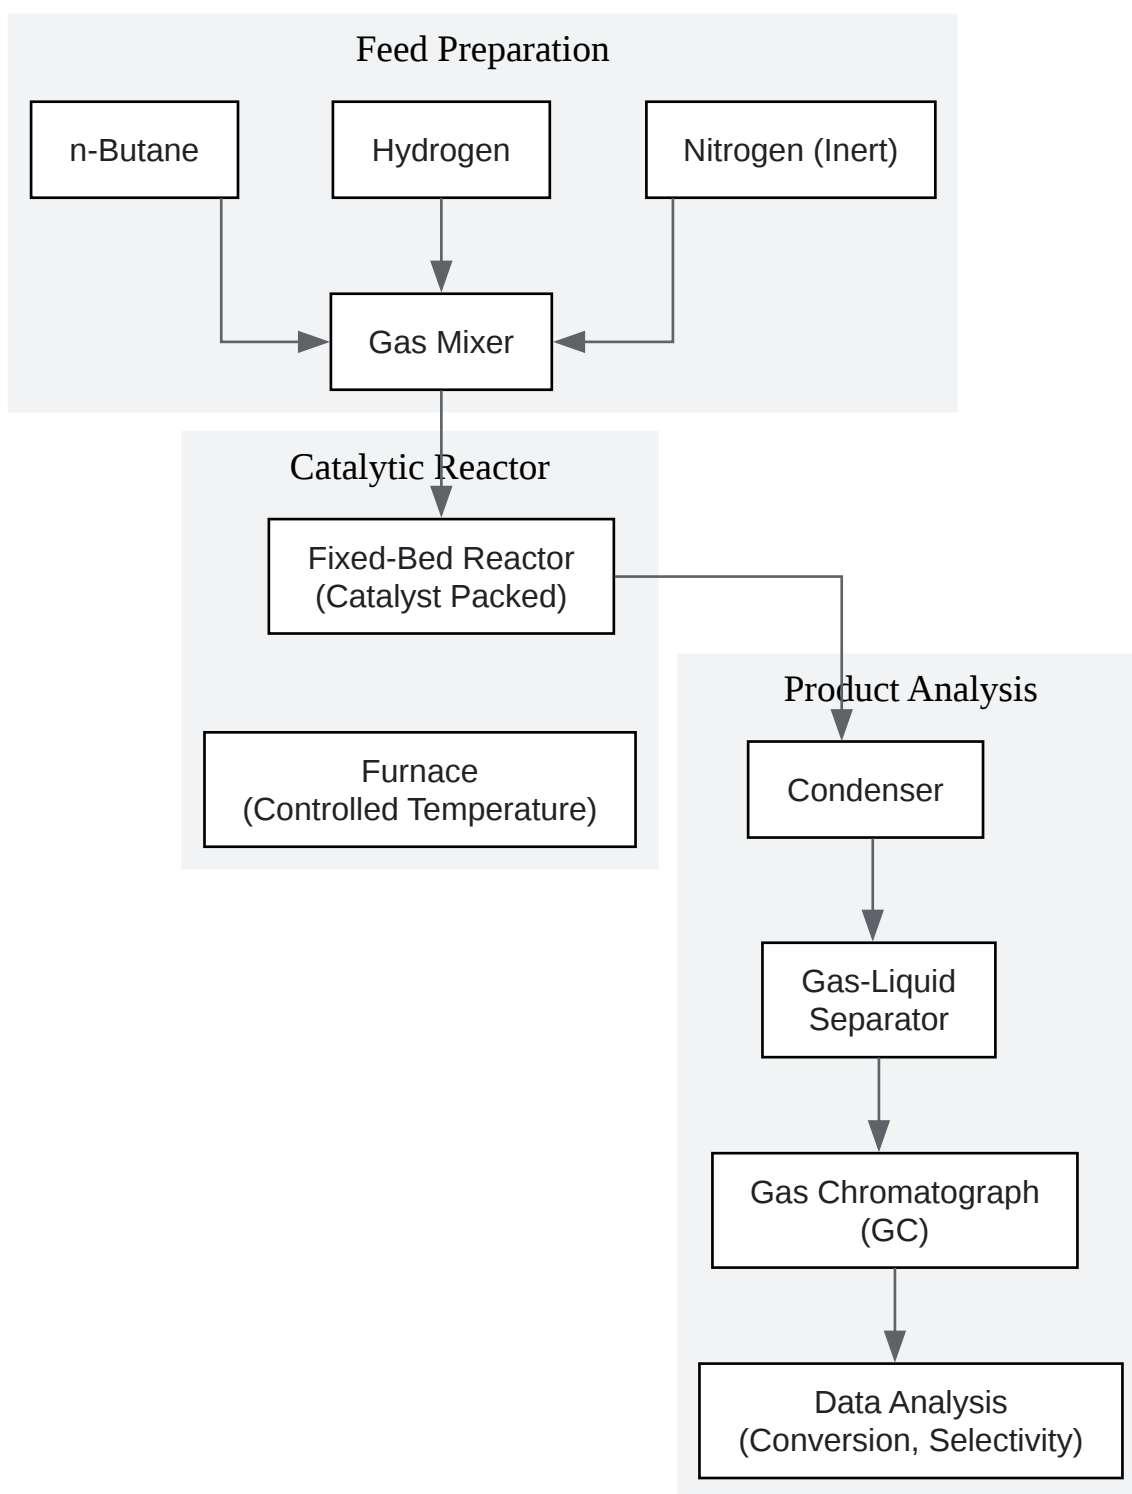 Feed Preparation
n-Butane
Hydrogen
Nitrogen (Inert)
Gas Mixer
Catalytic Reactor
Fixed-Bed Reactor
(Catalyst Packed)
Furnace
(Controlled Temperature)
Product Analysis
Condenser
Gas-Liquid
Separator
Gas Chromatograph
(GC)
Data Analysis
(Conversion, Selectivity)